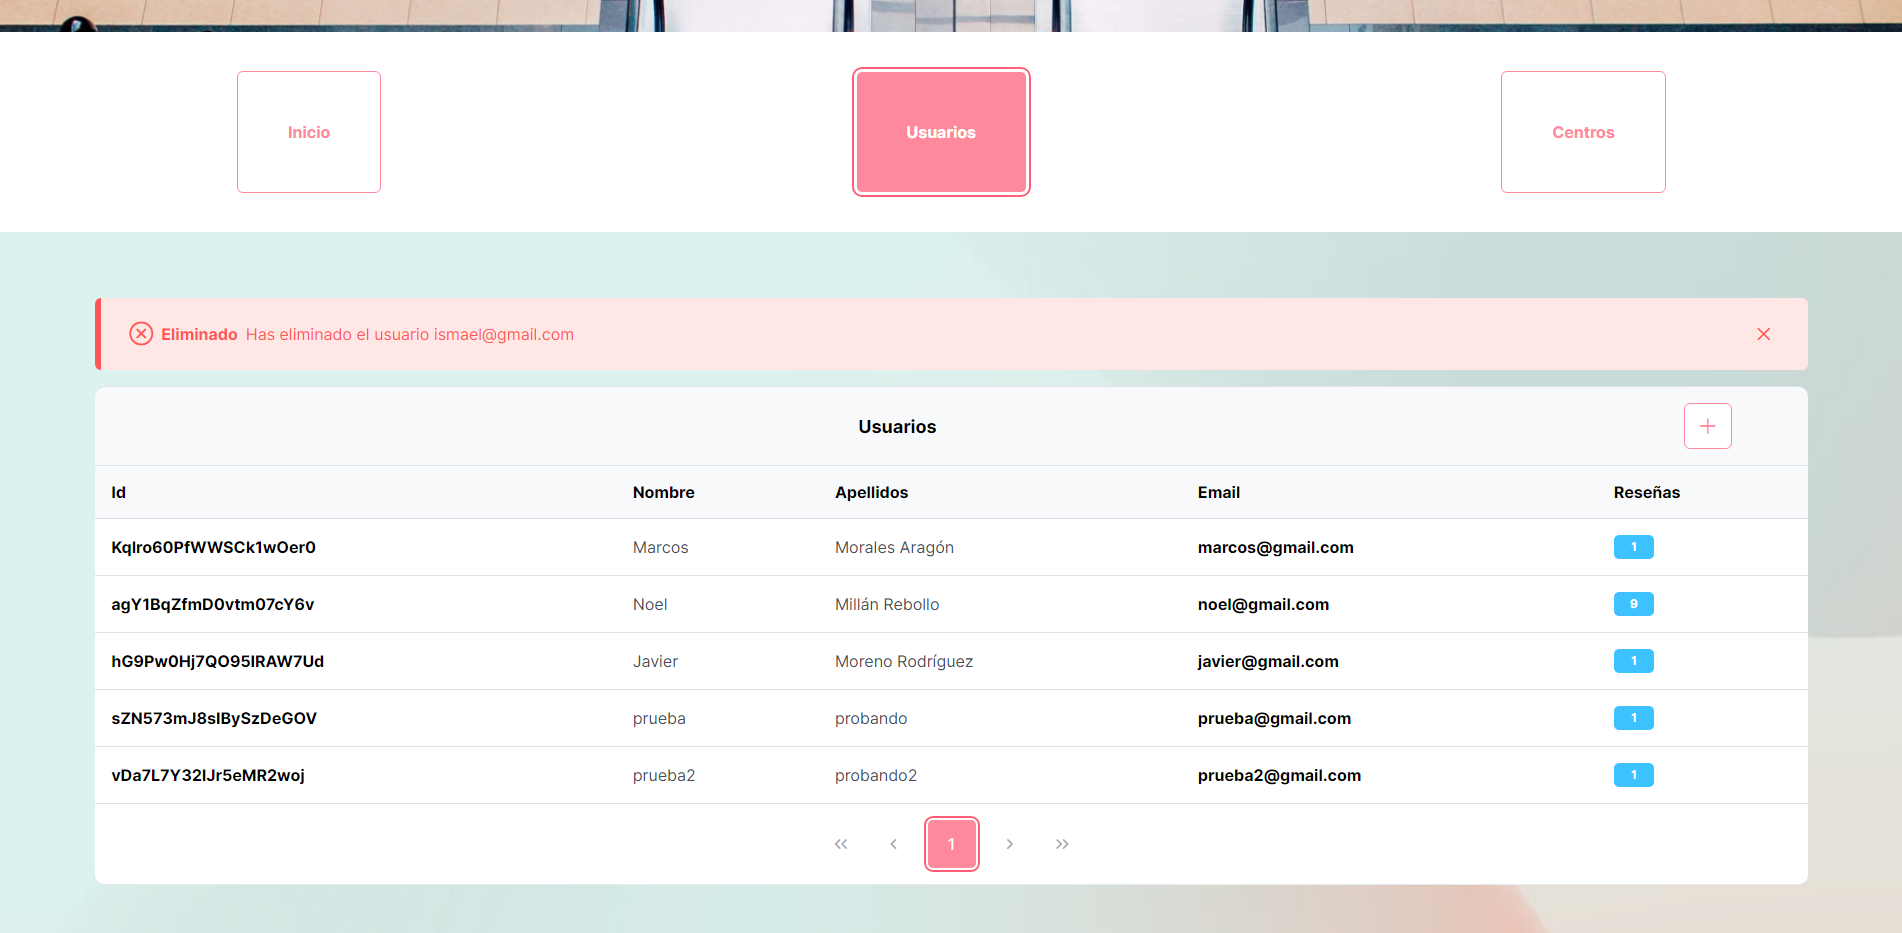 Inicio
Usuarios
Centros
Eliminado Has eliminado el usuario ismael@gmail.com
Usuarios
Id Nombre Apellidos Email Reseñas
Kqlro60PfWWSCk1wOer0 Marcos Morales Aragón marcos@gmail.com 1
agY1BqZfmD0vtm07cY6v Noel Millán Rebollo noel@gmail.com 9
hG9Pw0Hj7QO95IRAW7Ud Javier Moreno Rodríguez javier@gmail.com 1
sZN573mJ8sIBySzDeGOV prueba probando prueba@gmail.com 1
vDa7L7Y32IJr5eMR2woj prueba2 probando2 prueba2@gmail.com 1
1